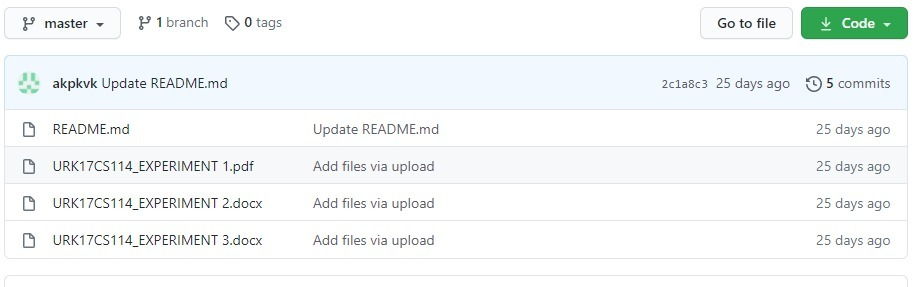 master 1 branch 0 tags Go to file Code
akpkvk Update README.md 2c1a8c3 25 days ago 5 commits
README.md Update README.md 25 days ago
URK17CS114_EXPERIMENT 1.pdf Add files via upload 25 days ago
URK17CS114_EXPERIMENT 2.docx Add files via upload 25 days ago
URK17CS114_EXPERIMENT 3.docx Add files via upload 25 days ago